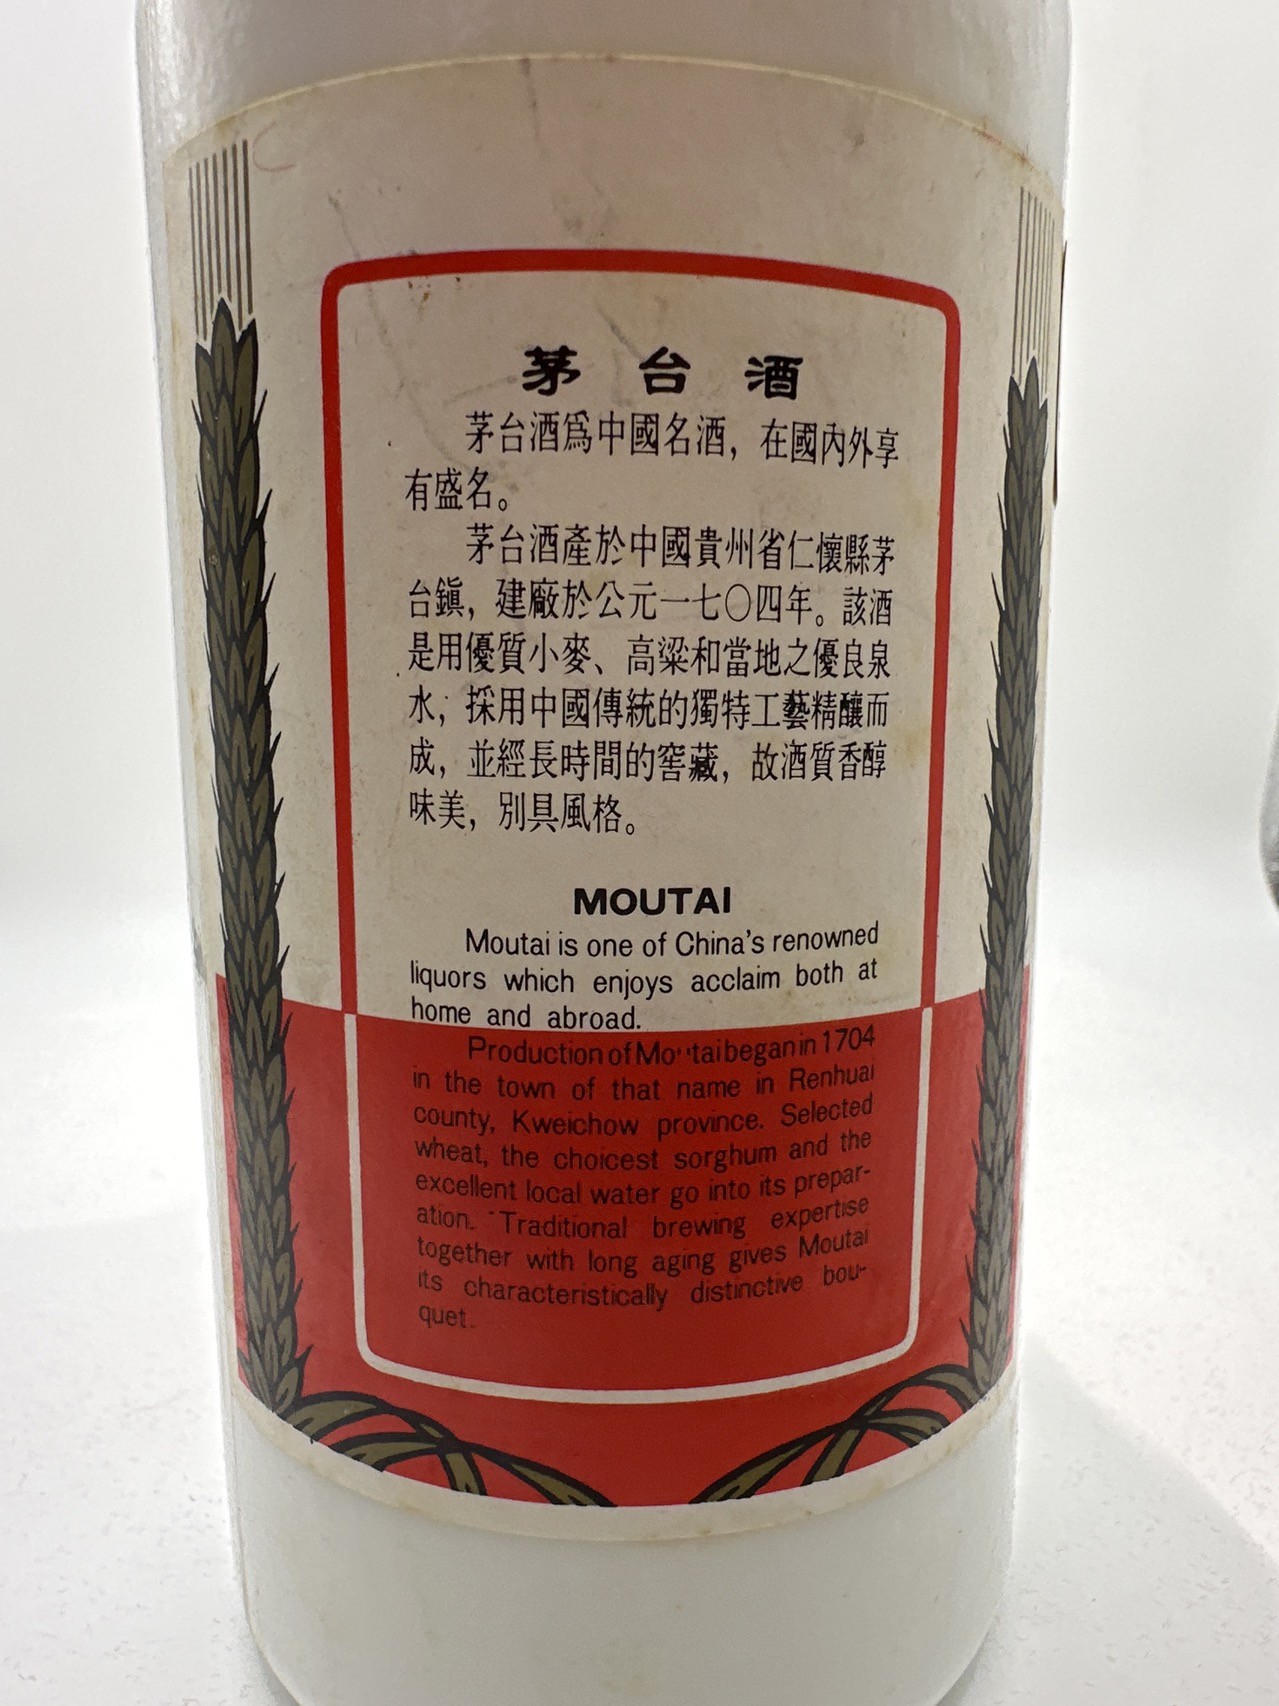 茅台酒
茅台酒爲中國名酒，在國內外享
有盛名。
茅台酒產於中國貴州省仁懷縣茅
台鎭，建廠於公元一七〇四年。該酒
是用優質小麥、高粱和當地之優良泉
水，採用中國傳統的獨特工藝精釀而
成，並經長時間的窖藏，故酒質香醇
味美，別具風格。
MOUTAI
Moutai is one of China's renowned
liquors which enjoys acclaim both at
home and abroad.
Production of Moutai began in 1704
in the town of that name in Renhuai
county, Kweichow province. Selected
wheat, the choicest sorghum and the
excellent local water go into its prepar-
ation. Traditional brewing expertise
together with long aging gives Moutai
its characteristically distinctive bou-
quet.